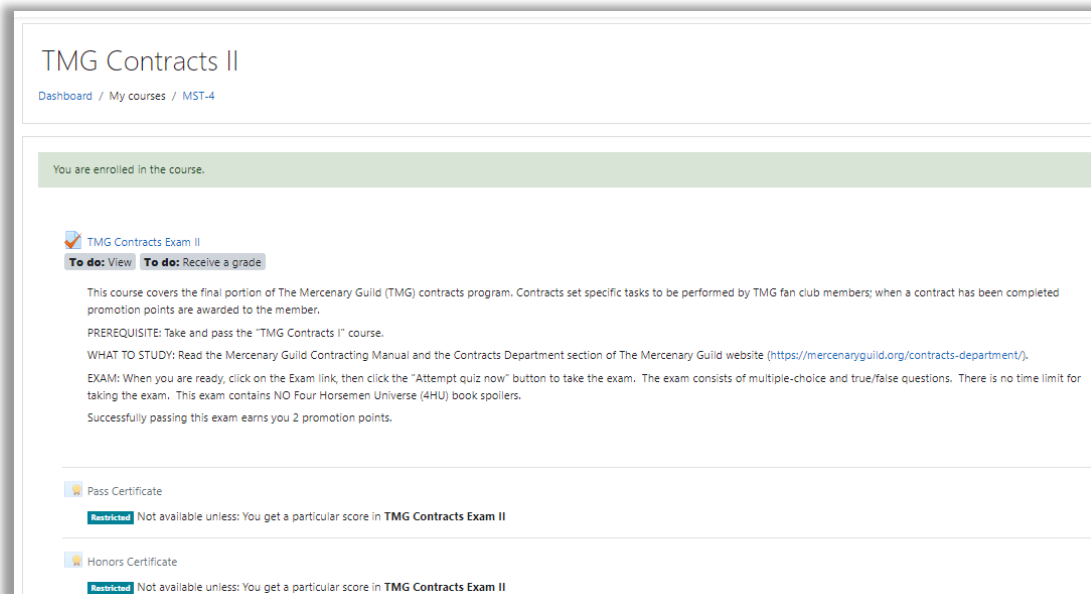 TMG Contracts II
Dashboard / My courses / MST-4
You are enrolled in the course.
TMG Contracts Exam II
To do: View To do: Receive a grade
This course covers the final portion of The Mercenary Guild (TMG) contracts program. Contracts set specific tasks to be performed by TMG fan club members; when a contract has been completed
promotion points are awarded to the member.
PREREQUISITE: Take and pass the "TMG Contracts I" course.
WHAT TO STUDY: Read the Mercenary Guild Contracting Manual and the Contracts Department section of The Mercenary Guild website (https://mercenaryguild.org/contracts-department/).
EXAM: When you are ready, click on the Exam link, then click the "Attempt quiz now" button to take the exam. The exam consists of multiple-choice and true/false questions. There is no time limit for
taking the exam. This exam contains NO Four Horsemen Universe (4HU) book spoilers.
Successfully passing this exam earns you 2 promotion points.
Pass Certificate
Restricted Not available unless: You get a particular score in TMG Contracts Exam II
Honors Certificate
Restricted Not available unless: You get a particular score in TMG Contracts Exam II